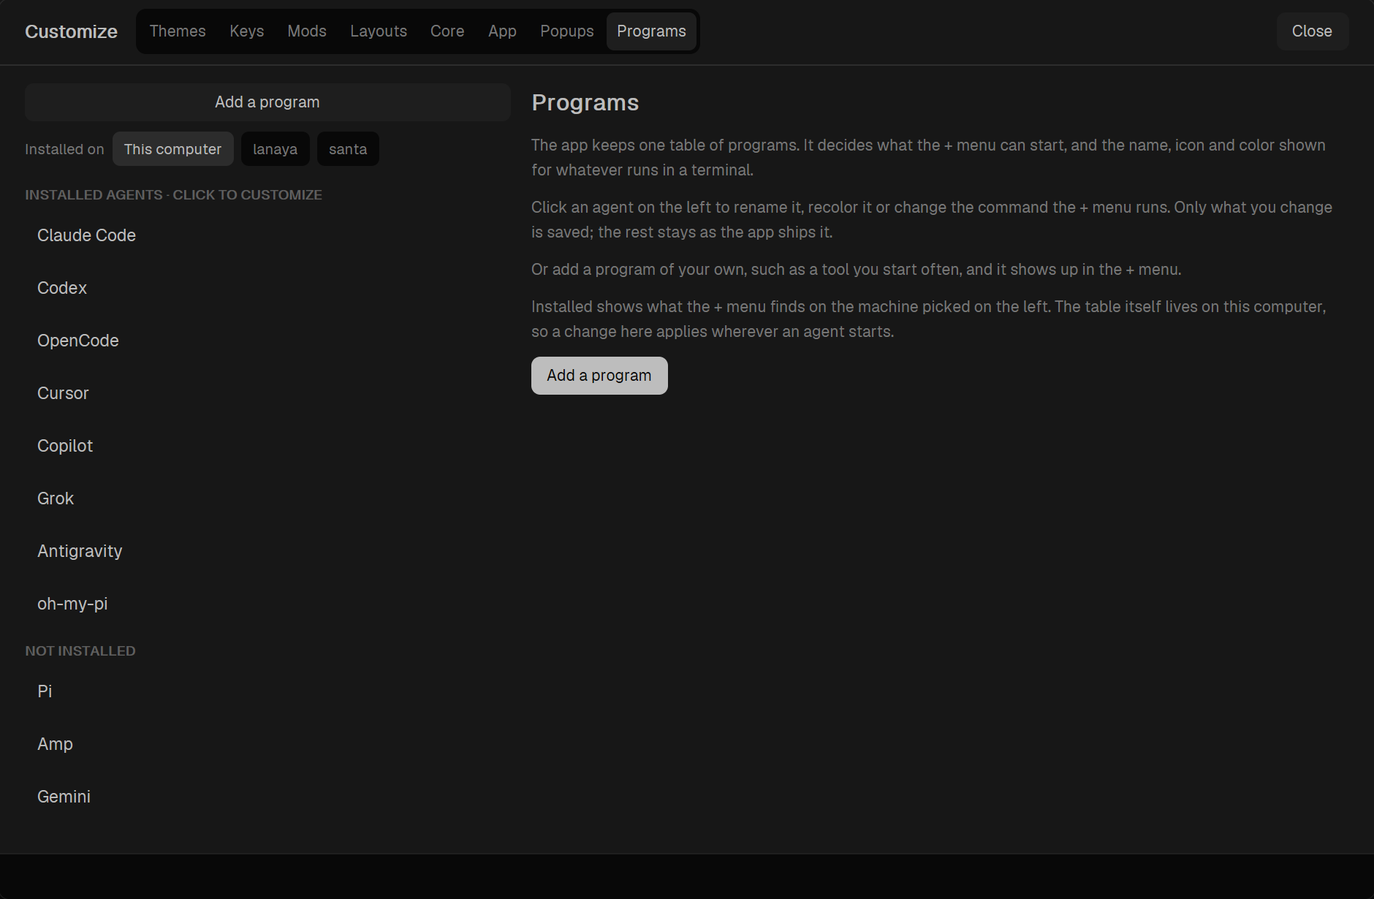 Customize
Themes
Keys
Mods
Layouts
Core
App
Popups
Programs
Close
Add a program
Installed on
This computer
lanaya
santa
INSTALLED AGENTS · CLICK TO CUSTOMIZE
Claude Code
Codex
OpenCode
Cursor
Copilot
Grok
Antigravity
oh-my-pi
NOT INSTALLED
Pi
Amp
Gemini
Programs
The app keeps one table of programs. It decides what the + menu can start, and the name, icon and color shown
for whatever runs in a terminal.
Click an agent on the left to rename it, recolor it or change the command the + menu runs. Only what you change
is saved; the rest stays as the app ships it.
Or add a program of your own, such as a tool you start often, and it shows up in the + menu.
Installed shows what the + menu finds on the machine picked on the left. The table itself lives on this computer,
so a change here applies wherever an agent starts.
Add a program